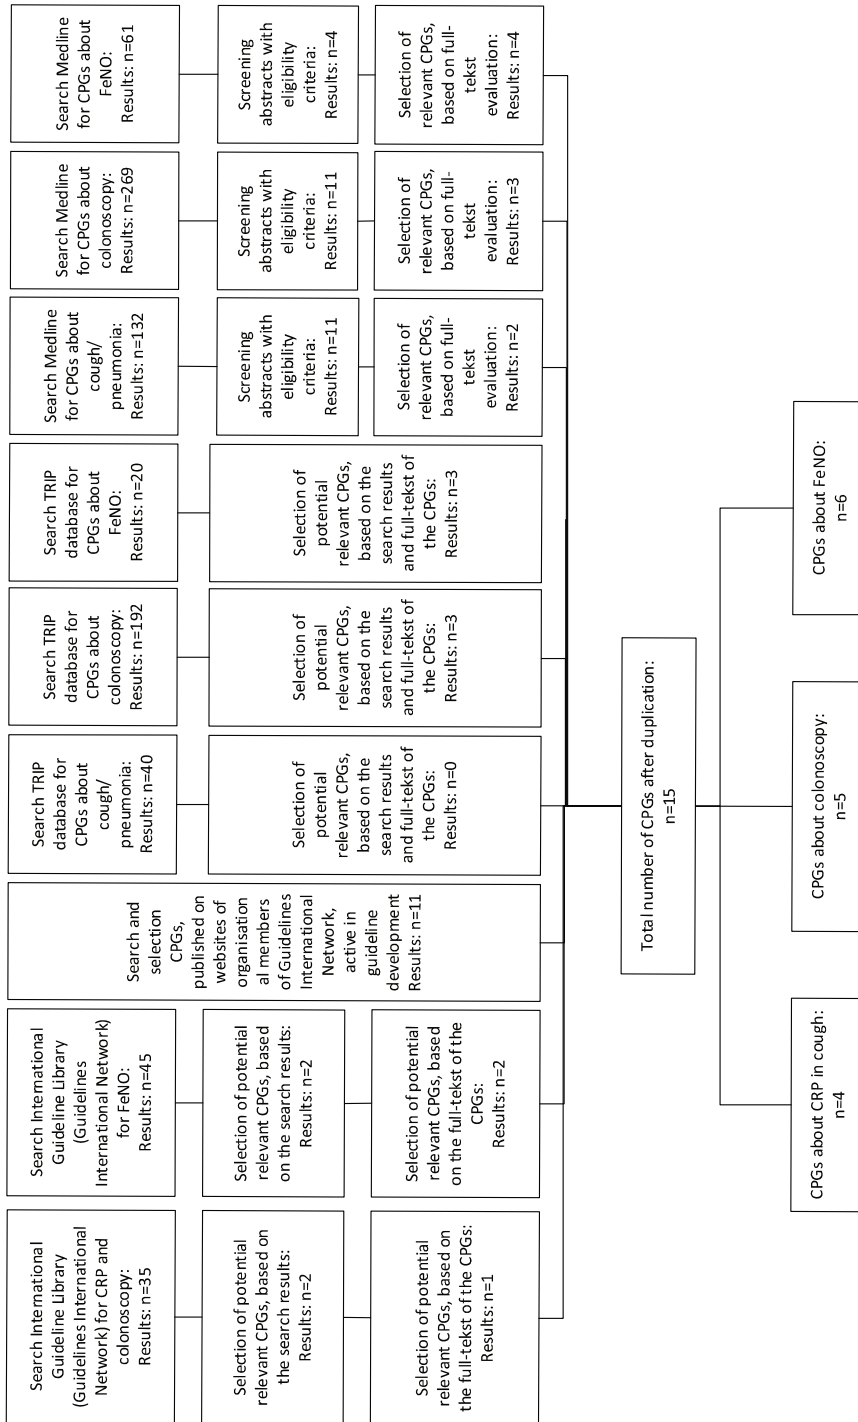 Search International
Guideline Library
(Guidelines International
Network) for CRP and
colonoscopy:
Results: n=35
Search International
Guideline Library
(Guidelines
International Network)
for FeNO:
Results: n=45
Search and
selection
CPGs,
published on
websites of
organisation
al members
of Guidelines
International
Network,
active in
guideline
development
Results: n=11
Search TRIP
database for
CPGs about
cough/
pneumonia:
Results: n=40
Search TRIP
database for
CPGs about
colonoscopy:
Results: n=192
Search TRIP
database for
CPGs about
FeNO:
Results: n=20
Search Medline
for CPGs about
cough/
pneumonia:
Results: n=132
Search Medline
for CPGs about
colonoscopy:
Results: n=269
Search Medline
for CPGs about
FeNO:
Results: n=61
Selection of potential
relevant CPGs, based on
the search results:
Results: n=2
Selection of potential
relevant CPGs, based
on the search results:
Results: n=2
Selection of
potential
relevant CPGs,
based on the
search results
and full-tekst of
the CPGs:
Results: n=0
Selection of
potential
relevant CPGs,
based on the
search results
and full-tekst of
the CPGs:
Results: n=3
Selection of
potential
relevant CPGs,
based on the
search results
and full-tekst of
the CPGs:
Results: n=3
Screening
abstracts with
eligibility
criteria:
Results: n=11
Screening
abstracts with
eligibility
criteria:
Results: n=11
Screening
abstracts with
eligibility
criteria:
Results: n=4
Selection of potential
relevant CPGs, based on
the full-tekst of the CPGs:
Results: n=1
Selection of potential
relevant CPGs, based
on the full-tekst of the
CPGs:
Results: n=2
Selection of
relevant CPGs,
based on full-
tekst
evaluation:
Results: n=2
Selection of
relevant CPGs,
based on full-
tekst
evaluation:
Results: n=3
Selection of
relevant CPGs,
based on full-
tekst
evaluation:
Results: n=4
Total number of CPGs after duplication:
n=15
CPGs about CRP in cough:
n=4
CPGs about colonoscopy:
n=5
CPGs about FeNO:
n=6